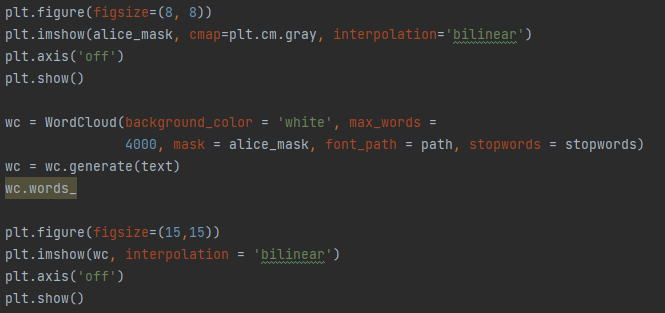 plt.figure(figsize=(8, 8))
plt.imshow(alice_mask, cmap=plt.cm.gray, interpolation='bilinear')
plt.axis('off')
plt.show()
wc = WordCloud(background_color = 'white', max_words =
4000, mask = alice_mask, font_path = path, stopwords = stopwords)
wc = wc.generate(text)
wc.words_
plt.figure(figsize=(15,15))
plt.imshow(wc, interpolation = 'bilinear')
plt.axis('off')
plt.show()